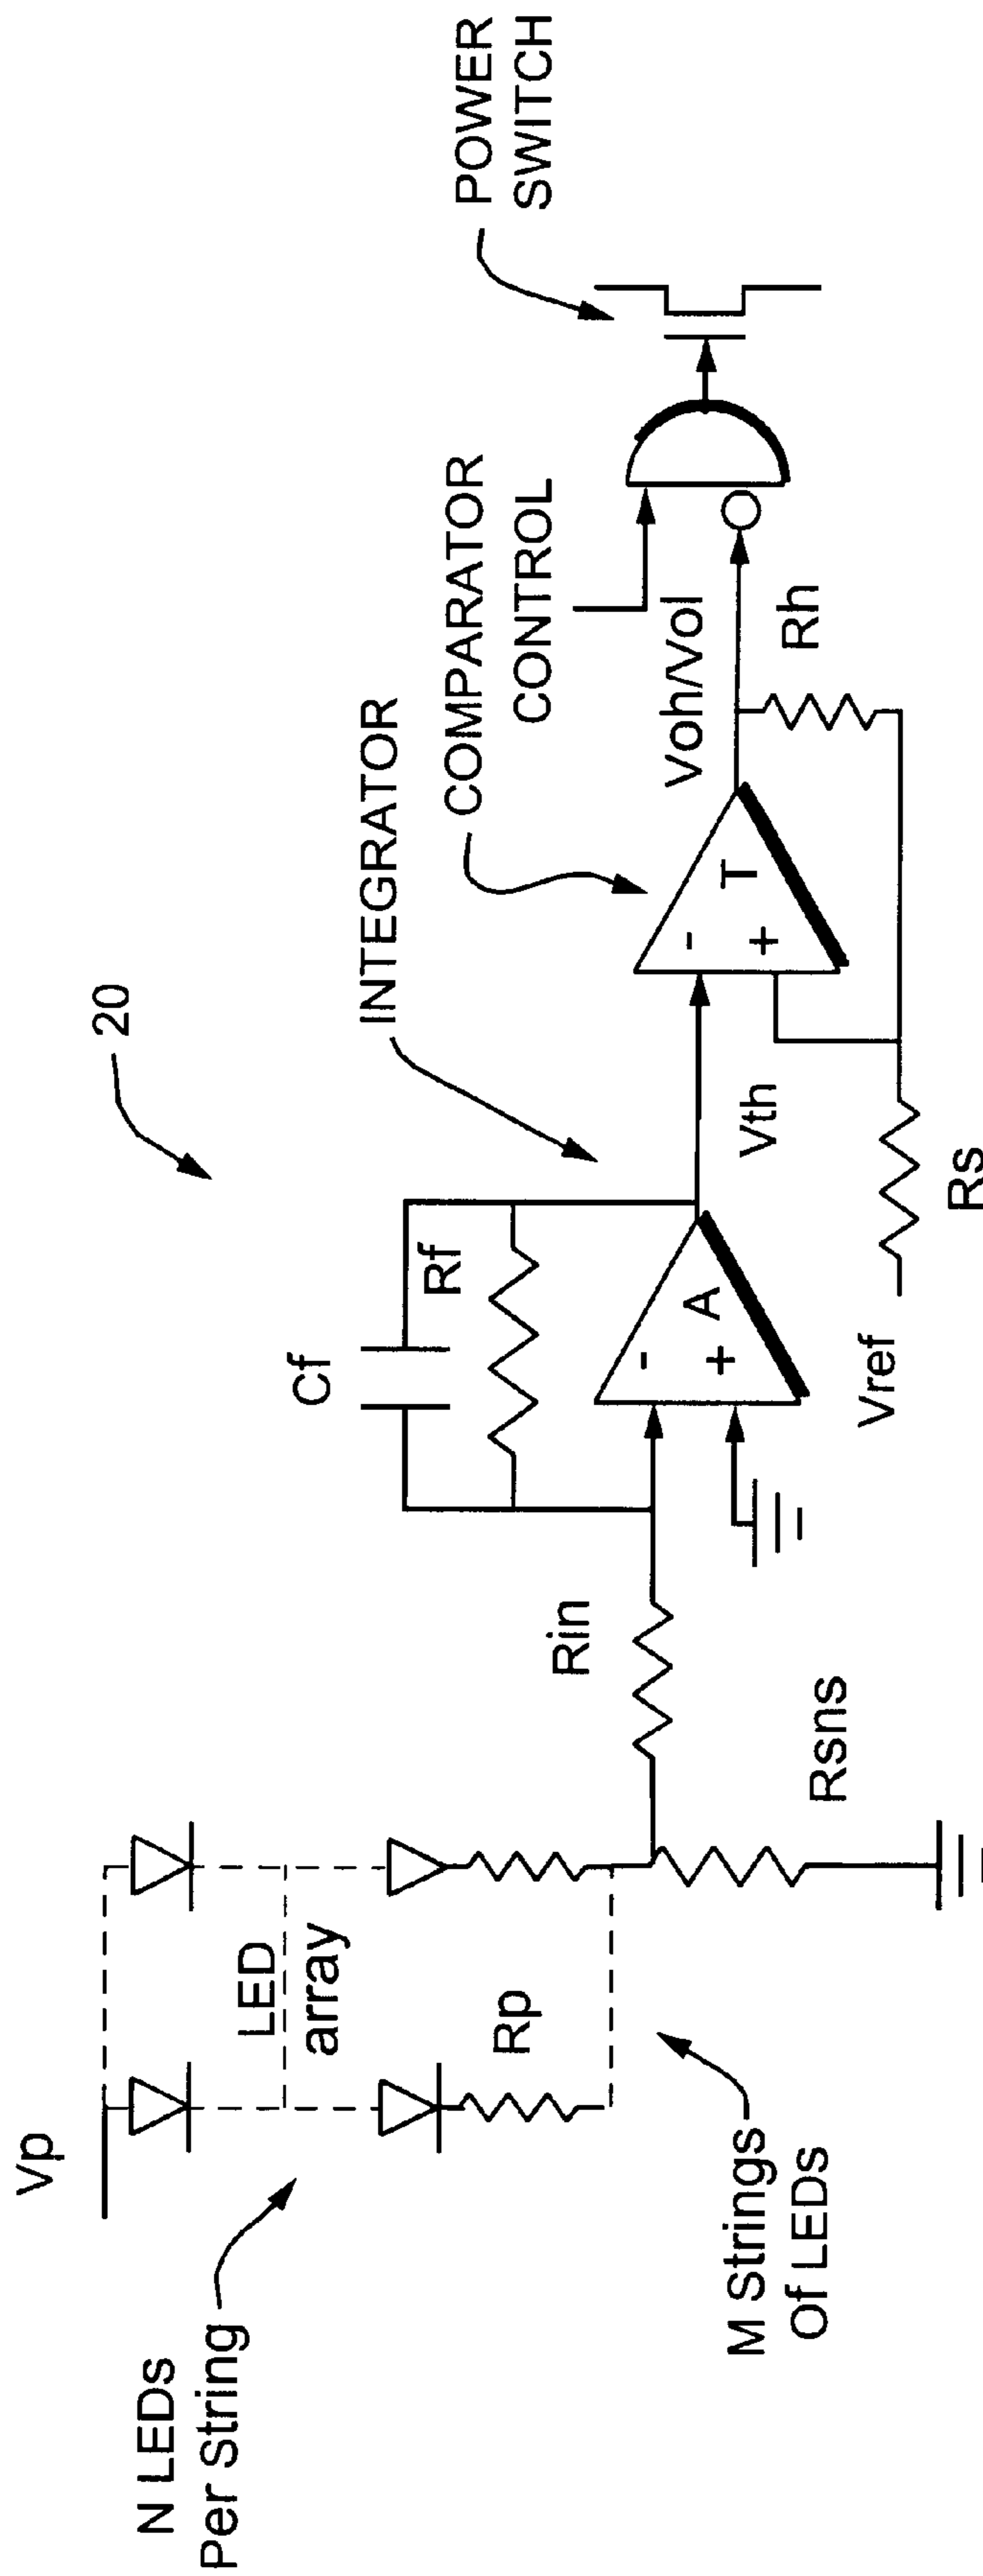 20
N LEDs
Per String
Vp
LED
array
Rp
M Strings
Of LEDs
Rsns
Rin
Cf
Rf
-
+
A
INTEGRATOR
Vth
Vref
Rs
COMPARATOR
-
+
T
Voh/Vol
Rh
CONTROL
POWER
SWITCH